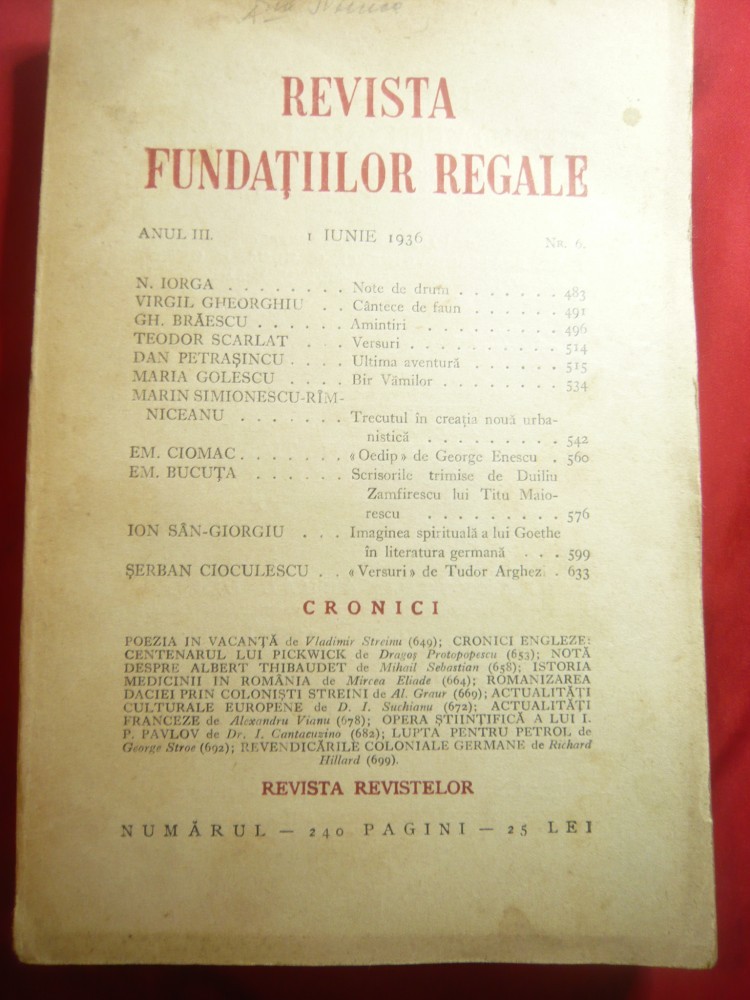 REVISTA
FUNDAȚIILOR REGALE
ANUL III. 1 IUNIE 1936 NR. 6.
N. IORGA . . . . . . . . Note de drum . . . . . . . 483
VIRGIL GHEORGHIU . . Cântece de faun . . . . . . 491
GH. BRĂESCU . . . . . . Amintiri . . . . . . . . . 496
TEODOR SCARLAT . . . Versuri . . . . . . . . . . 514
DAN PETRAȘINCU . . . . Ultima aventură . . . . . . 515
MARIA GOLESCU . . . . Bir Vămilor . . . . . . . . 534
MARIN SIMIONESCU-RÎM-
NICEANU . . . . . . . Trecutul în creația nouă urba-
nistică . . . . . . . . . 542
EM. CIOMAC . . . . . . . «Oedip» de George Enescu . 560
EM. BUCUȚA . . . . . . Scrisorile trimise de Duiliu
Zamfirescu lui Titu Maio-
rescu . . . . . . . . . 576
ION SÂN-GIORGIU . . . Imaginea spirituală a lui Goethe
în literatura germană . . . 599
ȘERBAN CIOCULESCU . . «Versuri» de Tudor Arghez. . 633
CRONICI
POEZIA IN VACANȚĂ de Vladimir Streinu (649); CRONICI ENGLEZE:
CENTENARUL LUI PICKWICK de Dragoș Protopopescu (653); NOTĂ
DESPRE ALBERT THIBAUDET de Mihail Sebastian (658); ISTORIA
MEDICINII IN ROMÂNIA de Mircea Eliade (664); ROMANIZAREA
DACIEI PRIN COLONIȘTI STREINI de Al. Graur (669); ACTUALITĂȚI
CULTURALE EUROPENE de D. I. Suchianu (672); ACTUALITĂȚI
FRANCEZE de Alexandru Vianu (678); OPERA ȘTIINȚIFICĂ A LUI I.
P. PAVLOV de Dr. I. Cantacuzino (682); LUPTA PENTRU PETROL de
George Stroe (692); REVENDICĂRILE COLONIALE GERMANE de Richard
Hillard (699).
REVISTA REVISTELOR
NUMĂRUL — 240 PAGINI — 25 LEI